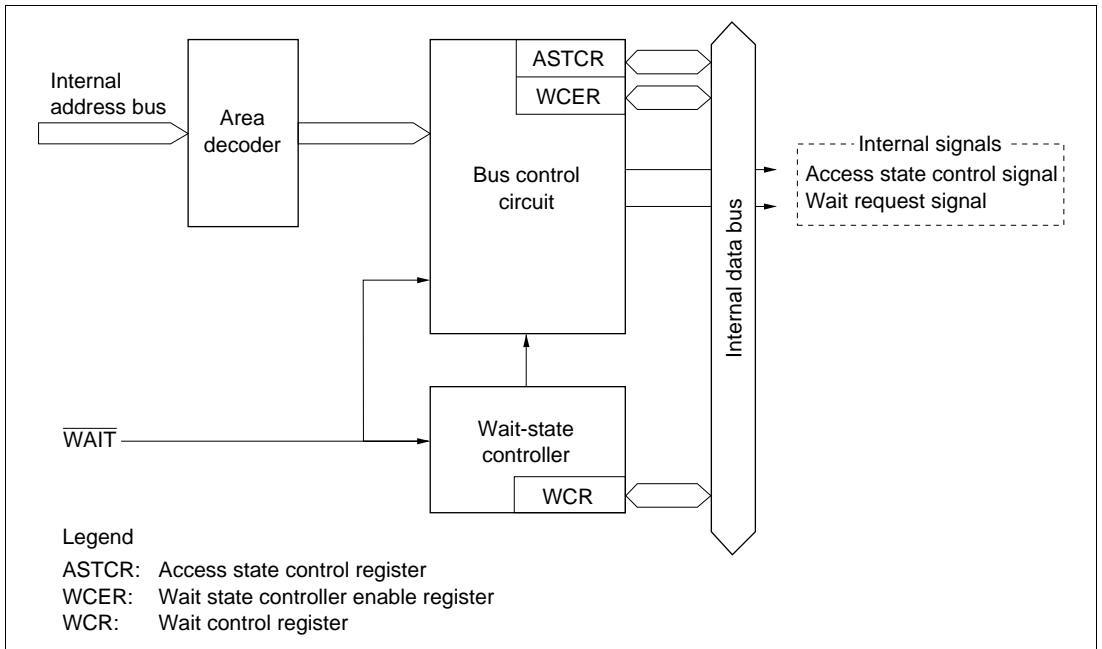 Internal
address bus
Area
decoder
ASTCR
WCER
Bus control
circuit
Internal data bus
Internal signals
Access state control signal
Wait request signal
WAIT
Wait-state
controller
WCR
Legend
ASTCR: Access state control register
WCER: Wait state controller enable register
WCR: Wait control register